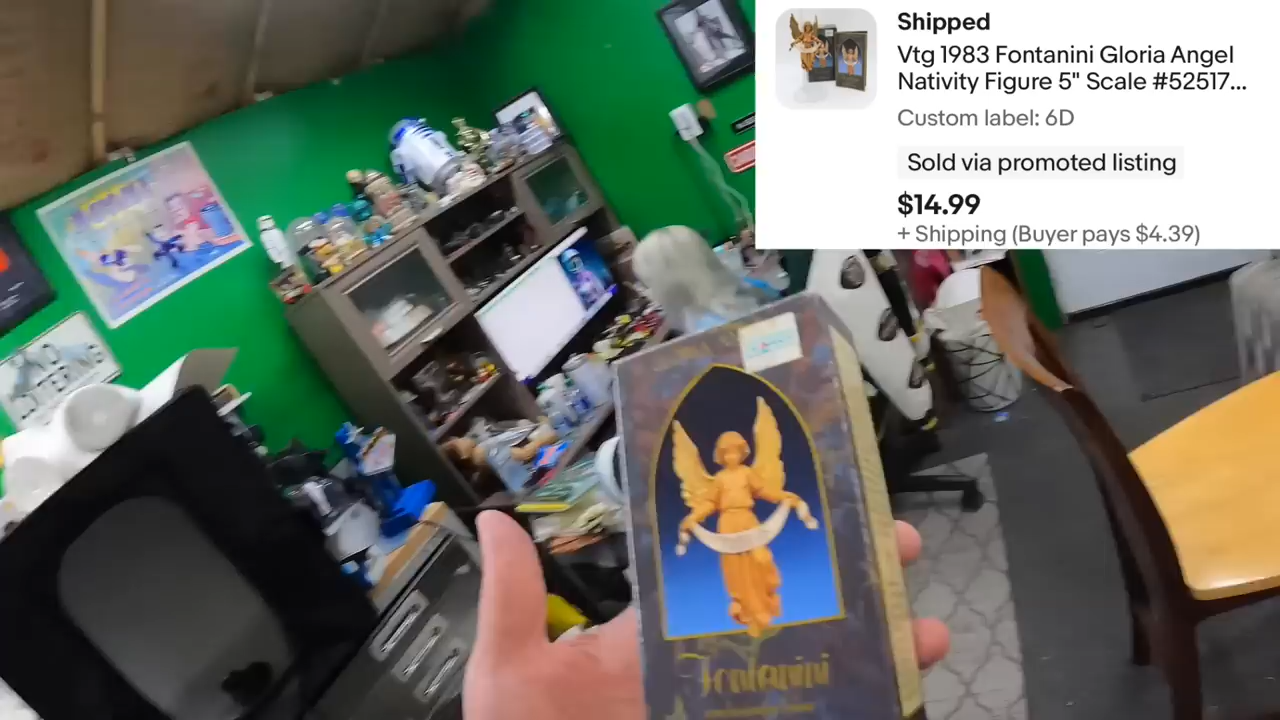 Shipped
Vtg 1983 Fontanini Gloria Angel
Nativity Figure 5" Scale #52517...
Custom label: 6D
Sold via promoted listing
$14.99
+ Shipping (Buyer pays $4.39)
Fontanini